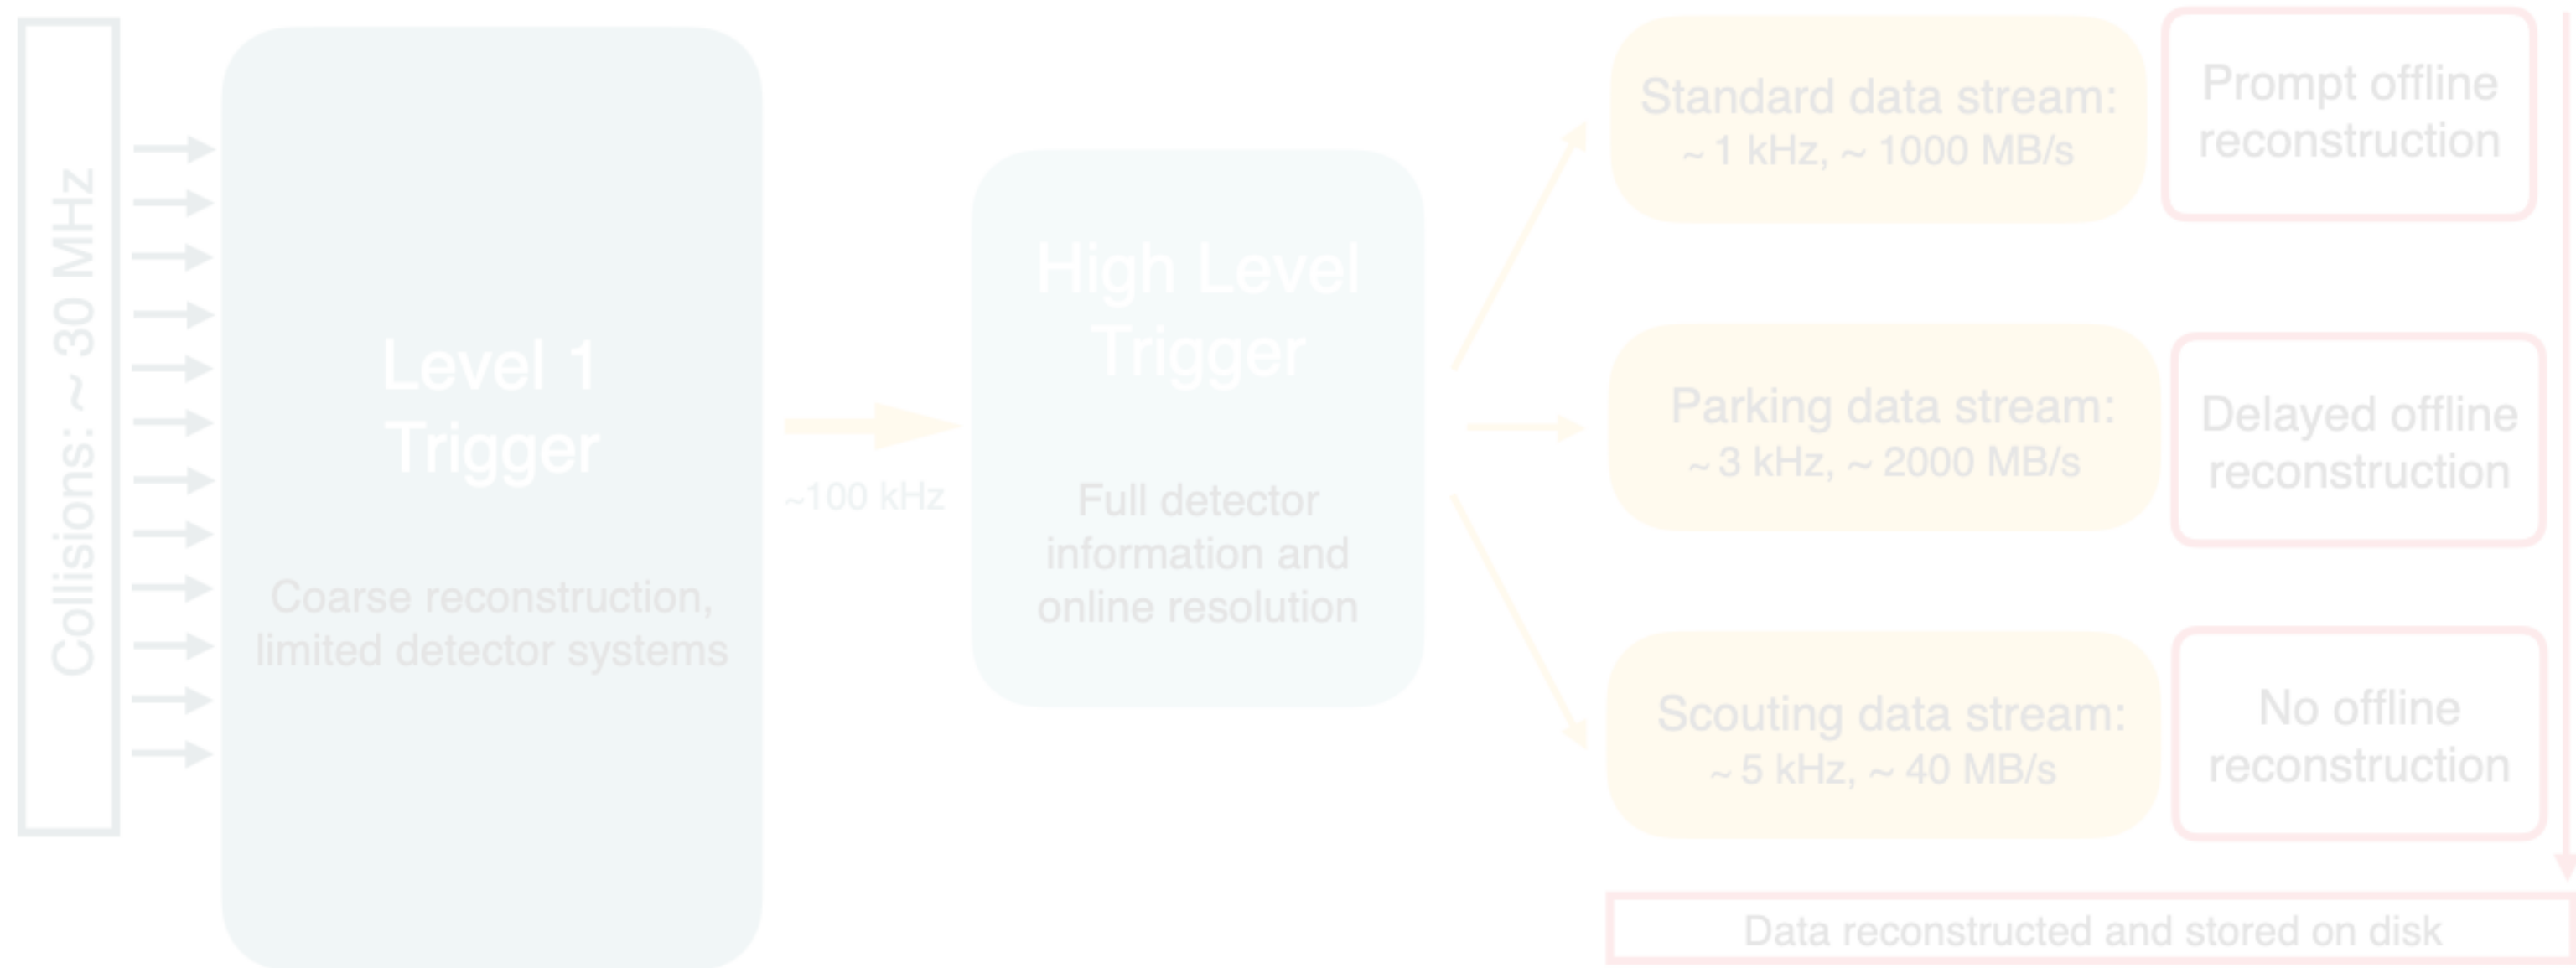 Collisions: ~ 30 MHz
Level 1
Trigger
Coarse reconstruction,
limited detector systems
~100 kHz
High Level
Trigger
Full detector
information and
online resolution
Standard data stream:
~ 1 kHz, ~ 1000 MB/s
Prompt offline
reconstruction
Parking data stream:
~ 3 kHz, ~ 2000 MB/s
Delayed offline
reconstruction
Scouting data stream:
~ 5 kHz, ~ 40 MB/s
No offline
reconstruction
Data reconstructed and stored on disk